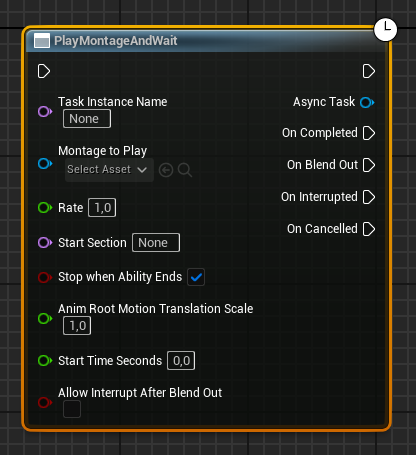 PlayMontageAndWait
Task Instance Name
None
Async Task
On Completed
Montage to Play
Select Asset
On Blend Out
On Interrupted
Rate 1,0
On Cancelled
Start Section None
Stop when Ability Ends
Anim Root Motion Translation Scale
1,0
Start Time Seconds 0,0
Allow Interrupt After Blend Out